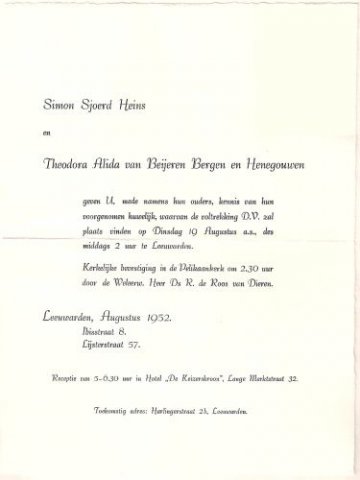 Simon Sjoerd Heins
en
Theodora Alida van Beijeren Bergen en Henegouwen
geven U, mede namens hun ouders, kennis van hun
voorgenomen huwelijk, waarvan de voltrekking D.V. zal
plaats vinden op Dinsdag 19 Augustus a.s., des
middags 2 uur te Leeuwarden.
Kerkelijke bevestiging in de Pelikaankerk om 2.30 uur
door de Weleerw. Heer Ds R. de Roos van Dieren.
Leeuwarden, Augustus 1952.
Ibisstraat 8.
Lijsterstraat 57.
Receptie van 5-6.30 uur in Hotel „De Keizerskroon", Lange Marktstraat 32.
Toekomstig adres: Harlingerstraat 25, Leeuwarden.